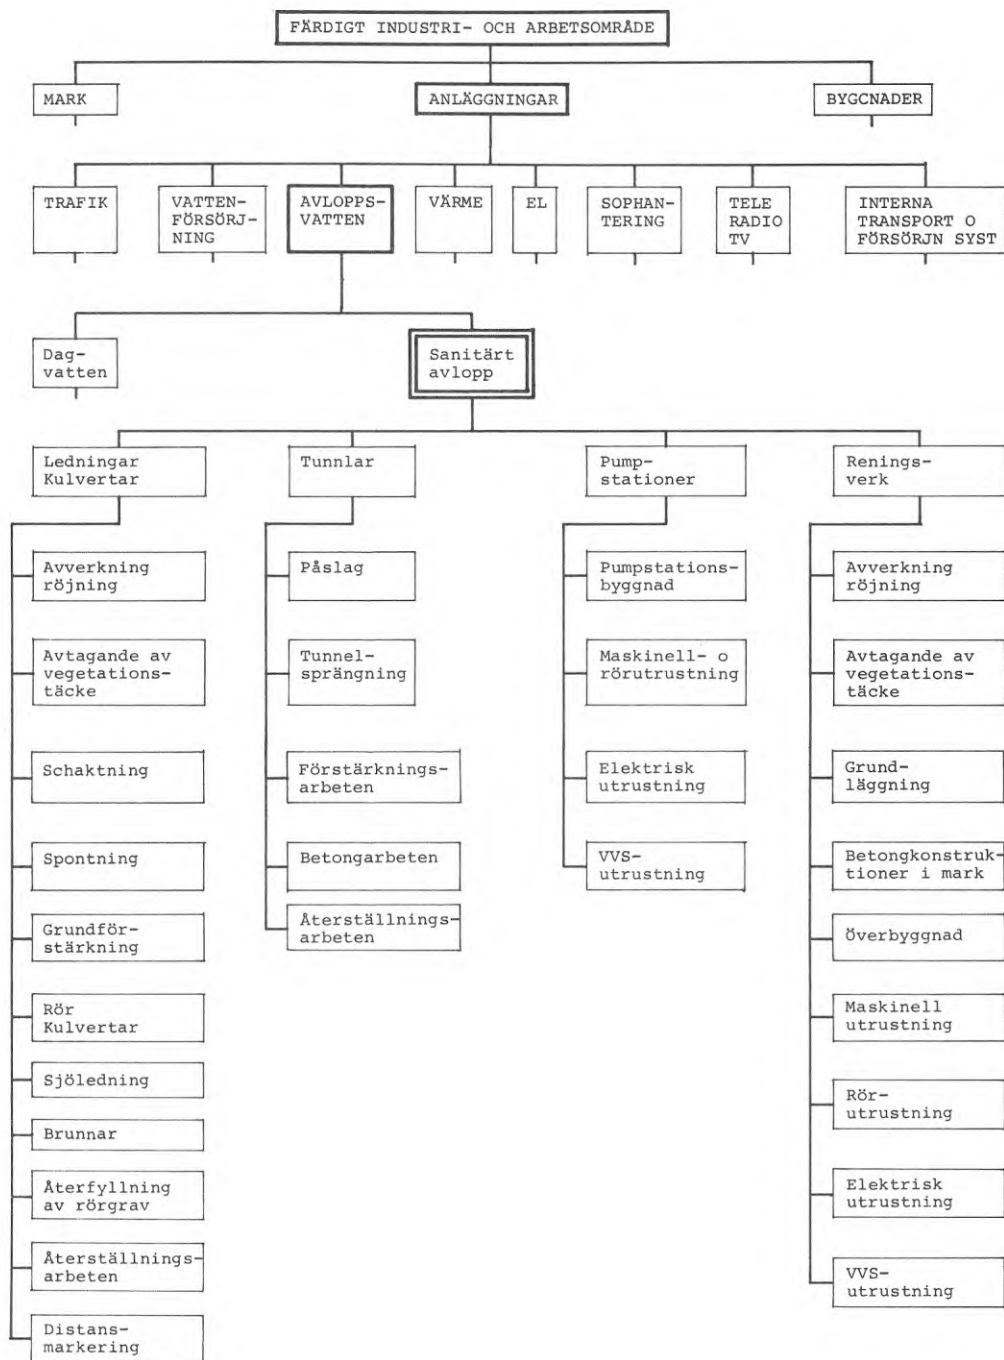 FÄRDIGT INDUSTRI- OCH ARBETSOMRÅDE
MARK
ANLÄGGNINGAR
BYGCNADER
TRAFIK
VATTEN-
FÖRSÖRJ-
NING
AVLOPPS-
VATTEN
VÄRME
EL
SOPHAN-
TERING
TELE
RADIO
TV
INTERNA
TRANSPORT O
FÖRSÖRJN SYST
Dag-
vatten
Sanitärt
avlopp
Ledningar
Kulvertar
Tunnlar
Pump-
stationer
Renings-
verk
Avverkning
röjning
Avtagande av
vegetations-
täcke
Schaktning
Spontning
Grundför-
stärkning
Rör
Kulvertar
Sjöledning
Brunnar
Återfyllning
av rörgrav
Återställnings-
arbeten
Distans-
markering
Påslag
Tunnel-
sprängning
Förstärknings-
arbeten
Betongarbeten
Återställnings-
arbeten
Pumpstations-
byggnad
Maskinell- o
rörutrustning
Elektrisk
utrustning
VVS-
utrustning
Avverkning
röjning
Avtagande av
vegetations-
täcke
Grund-
läggning
Betongkonstruk-
tioner i mark
överbyggnad
Maskinell
utrustning
Rör-
utrustning
Elektrisk
utrustning
VVS-
utrustning